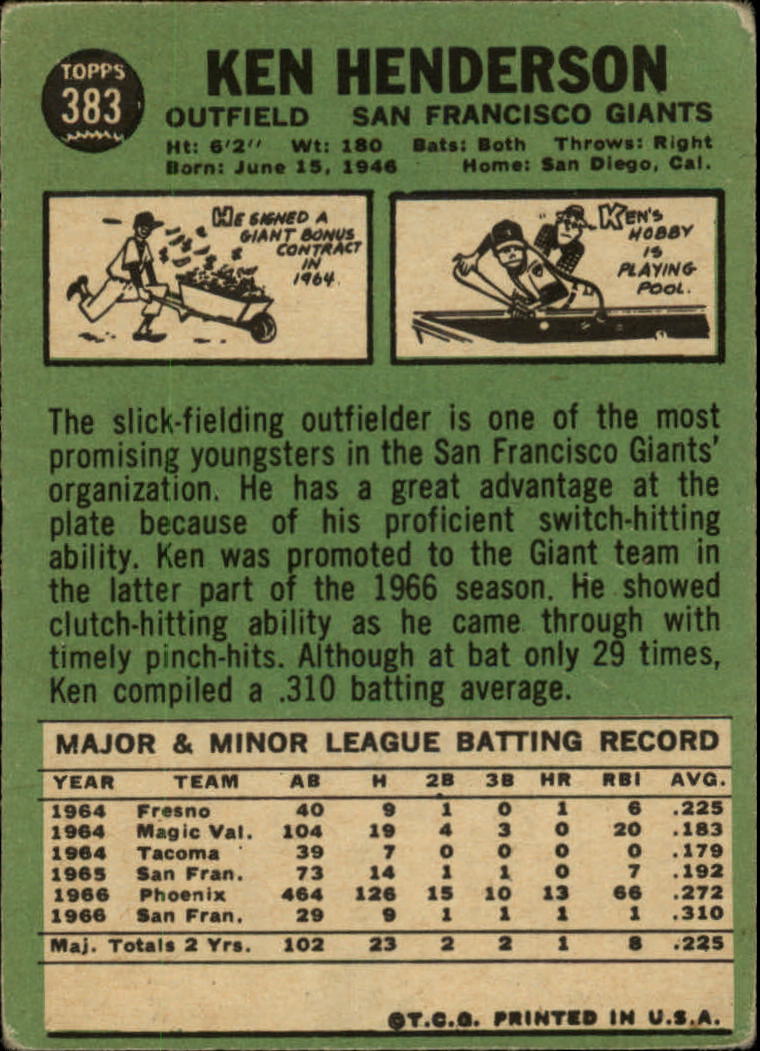 TOPPS
383
KEN HENDERSON
OUTFIELD SAN FRANCISCO GIANTS
Ht: 6'2" Wt: 180 Bats: Both Throws: Right
Born: June 15, 1946 Home: San Diego, Cal.
HE SIGNED A
GIANT BONUS
CONTRACT
IN
1964.
KEN'S
HOBBY
IS
PLAYING
POOL.
The slick-fielding outfielder is one of the most
promising youngsters in the San Francisco Giants'
organization. He has a great advantage at the
plate because of his proficient switch-hitting
ability. Ken was promoted to the Giant team in
the latter part of the 1966 season. He showed
clutch-hitting ability as he came through with
timely pinch-hits. Although at bat only 29 times,
Ken compiled a .310 batting average.
MAJOR & MINOR LEAGUE BATTING RECORD
YEAR TEAM AB H 2B 3B HR RBI AVG.
1964 Fresno 40 9 1 0 1 6 .225
1964 Magic Val. 104 19 4 3 0 20 .183
1964 Tacoma 39 7 0 0 0 0 .179
1965 San Fran. 73 14 1 1 0 7 .192
1966 Phoenix 464 126 15 10 13 66 .272
1966 San Fran. 29 9 1 1 1 1 .310
Maj. Totals 2 Yrs. 102 23 2 2 1 8 .225
©T.C.G. PRINTED IN U.S.A.